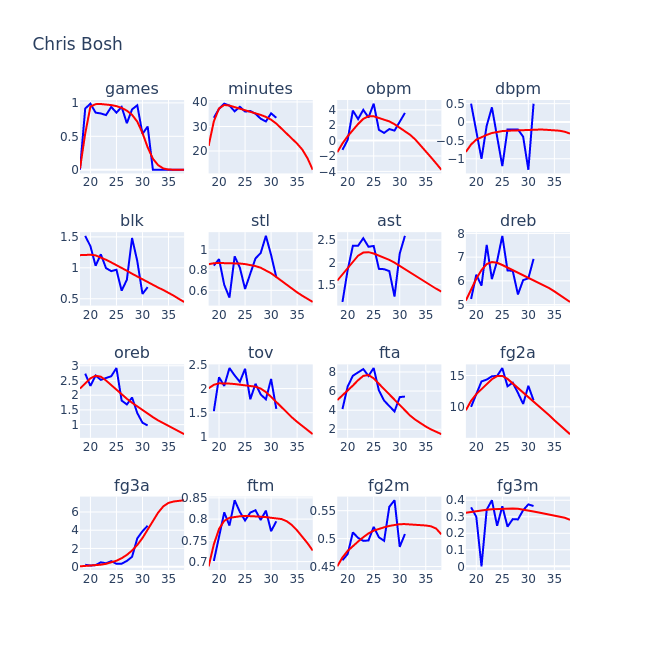 Chris Bosh
games minutes obpm dbpm
1 0.5 0 20 25 30 35
40 30 20 20 25 30 35
4 2 0 −2 −4 20 25 30 35
0.5 0 −0.5 −1 20 25 30 35
blk stl ast dreb
1.5 1 0.5 20 25 30 35
1 0.8 0.6 20 25 30 35
2.5 2 1.5 20 25 30 35
8 7 6 5 20 25 30 35
oreb tov fta fg2a
3 2.5 2 1.5 1 20 25 30 35
2.5 2 1.5 1 20 25 30 35
8 6 4 2 20 25 30 35
15 10 20 25 30 35
fg3a ftm fg2m fg3m
6 4 2 0 20 25 30 35
0.85 0.8 0.75 0.7 20 25 30 35
0.55 0.5 0.45 20 25 30 35
0.4 0.3 0.2 0.1 0 20 25 30 35